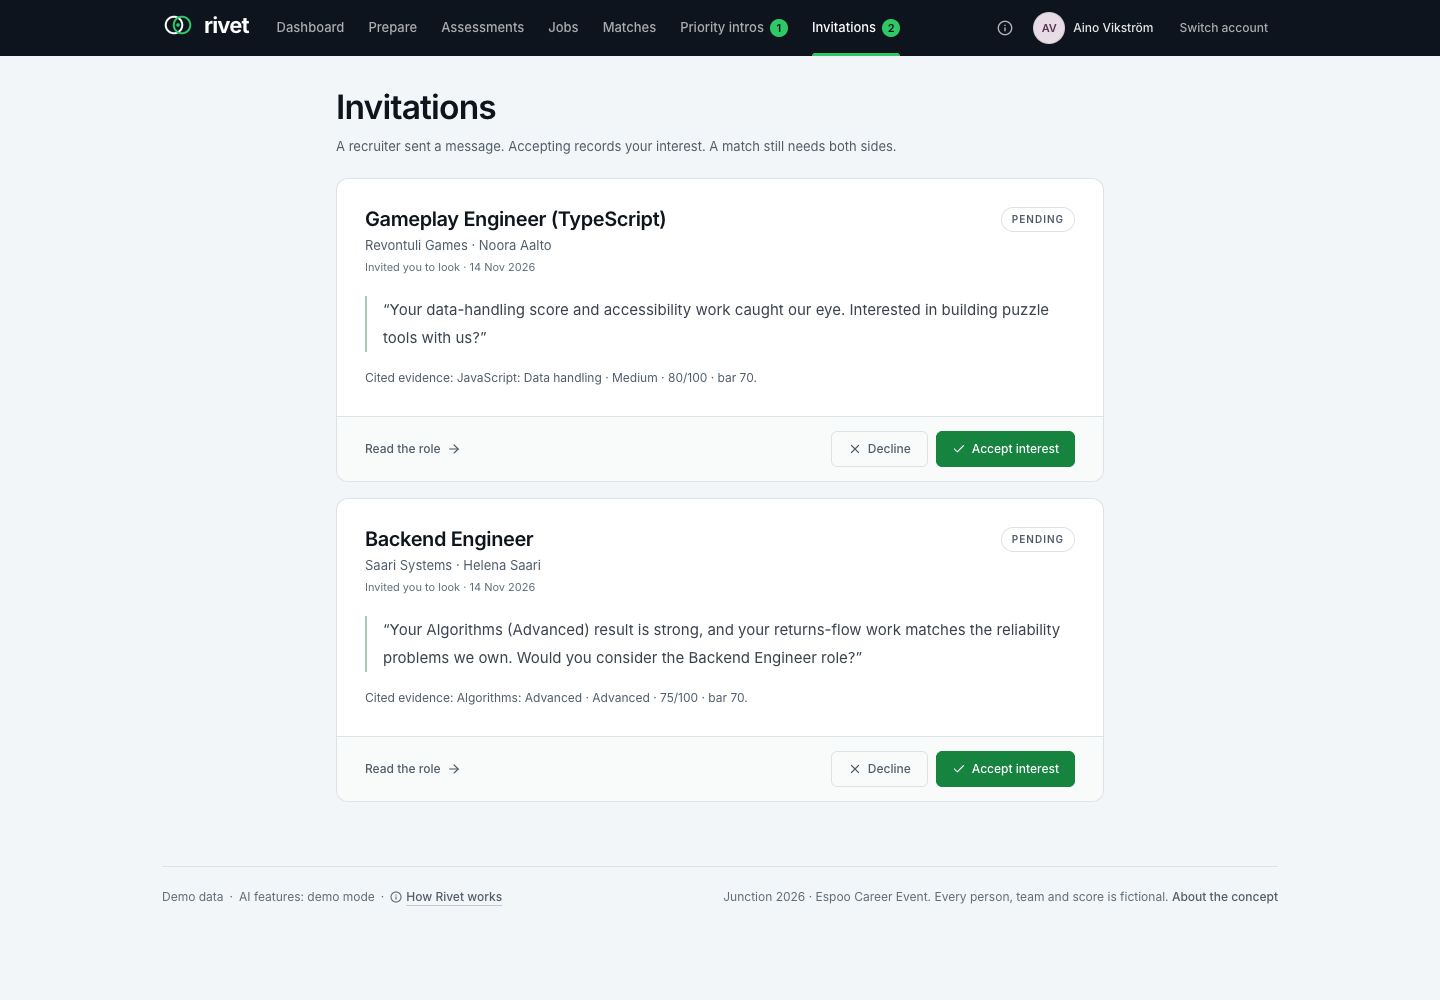 rivet Dashboard Prepare Assessments Jobs Matches Priority intros 1 Invitations 2 AV Aino Vikström Switch account
Invitations
A recruiter sent a message. Accepting records your interest. A match still needs both sides.
Gameplay Engineer (TypeScript) PENDING
Revontuli Games · Noora Aalto
Invited you to look · 14 Nov 2026
“Your data-handling score and accessibility work caught our eye. Interested in building puzzle
tools with us?”
Cited evidence: JavaScript: Data handling · Medium · 80/100 · bar 70.
Read the role → Decline Accept interest
Backend Engineer PENDING
Saari Systems · Helena Saari
Invited you to look · 14 Nov 2026
“Your Algorithms (Advanced) result is strong, and your returns-flow work matches the reliability
problems we own. Would you consider the Backend Engineer role?”
Cited evidence: Algorithms: Advanced · Advanced · 75/100 · bar 70.
Read the role → Decline Accept interest
Demo data · AI features: demo mode · How Rivet works Junction 2026 · Espoo Career Event. Every person, team and score is fictional. About the concept